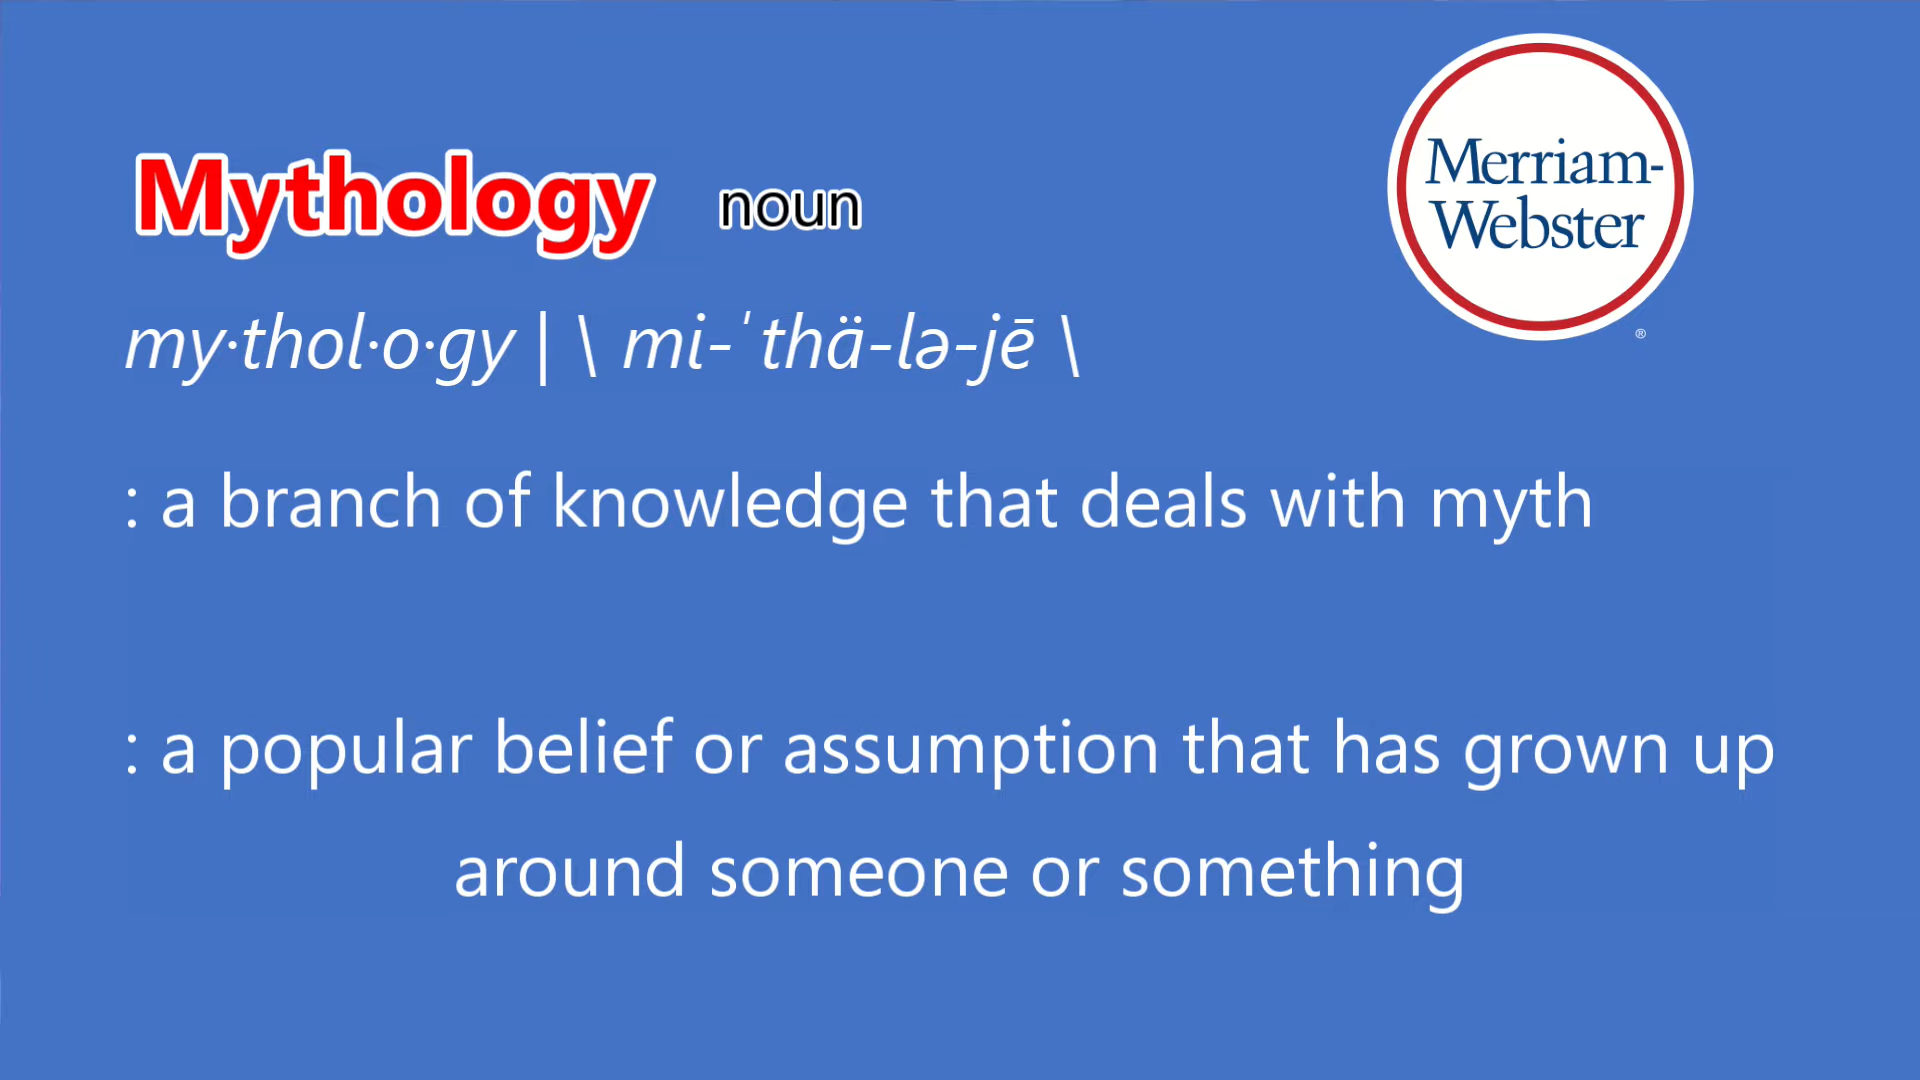 Mythology noun
Merriam-
Webster
®
my·thol·o·gy | \ mi-ˈthä-lə-jē \
: a branch of knowledge that deals with myth
: a popular belief or assumption that has grown up
around someone or something